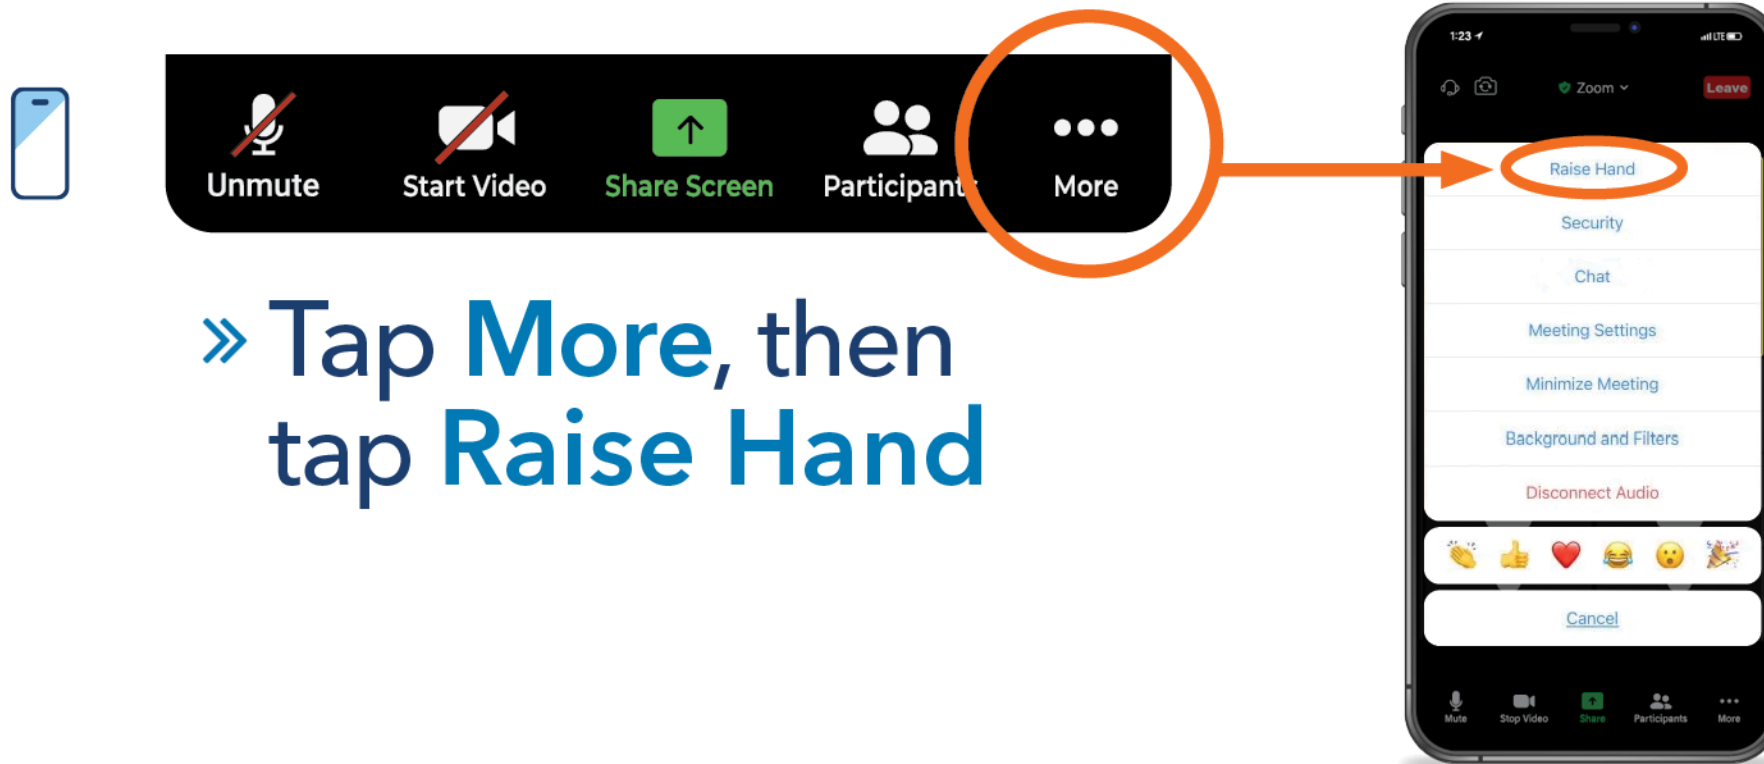 Unmute
Start Video
Share Screen
Participants
More
» Tap More, then
tap Raise Hand
1:23
LTE
Zoom
Leave
Raise Hand
Security
Chat
Meeting Settings
Minimize Meeting
Background and Filters
Disconnect Audio
Cancel
Mute
Stop Video
Share
Participants
More